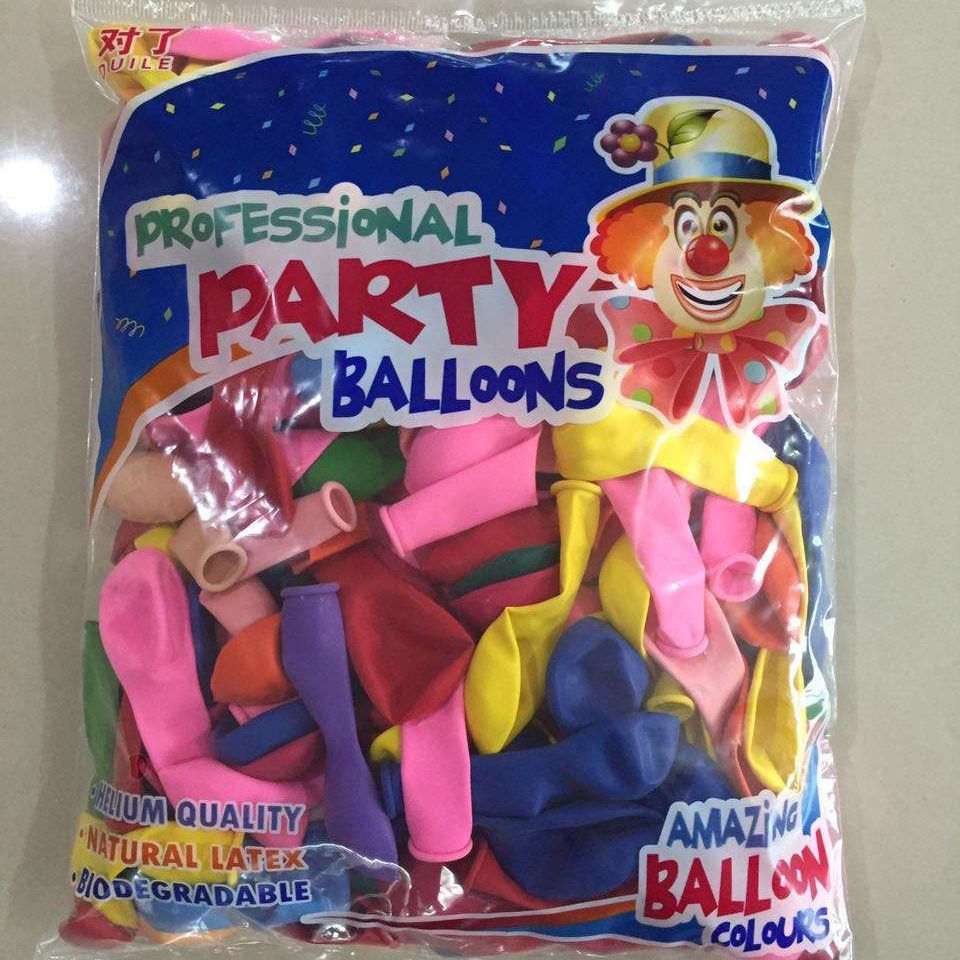 对了
DUILE
PROFESSiONAL
PARTY
BALLOONS
• HELIUM QUALITY
• NATURAL LATEX
• BIODEGRADABLE
AMAZiNG
BALLOON
COLOURS